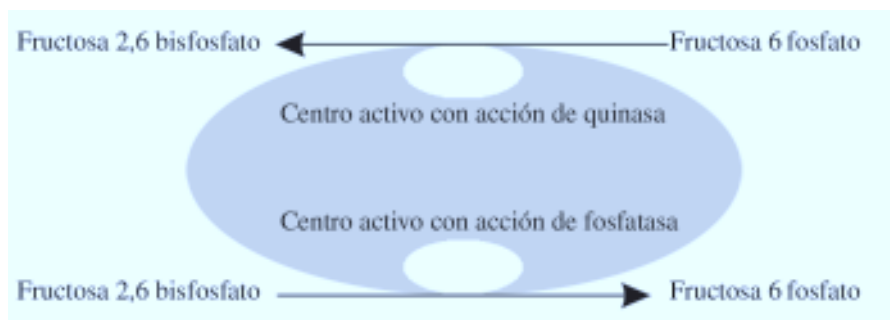 Fructosa 2,6 bisfosfato
Fructosa 6 fosfato
Centro activo con acción de quinasa
Centro activo con acción de fosfatasa
Fructosa 2,6 bisfosfato
Fructosa 6 fosfato